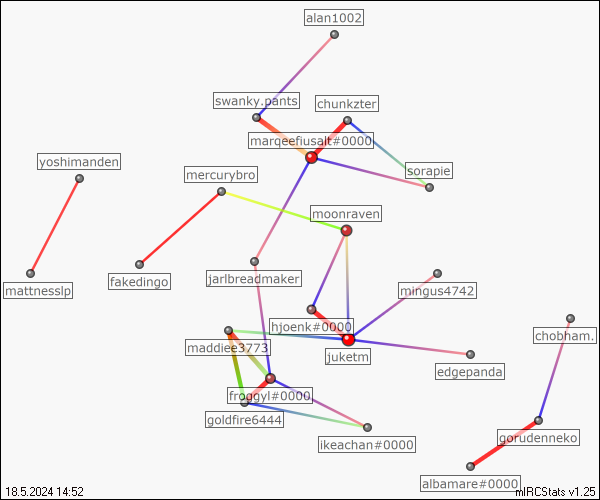 alan1002
swanky.pants
chunkzter
marqeefiusalt#0000
yoshimanden
sorapie
mercurybro
moonraven
jarlbreadmaker
fakedingo
mingus4742
mattnesslp
hjoenk#0000
chobham.
maddiee3773
juketm
edgepanda
froggyl#0000
goldfire6444
ikeachan#0000
gorudenneko
albamare#0000
18.5.2024 14:52
mIRCStats v1.25